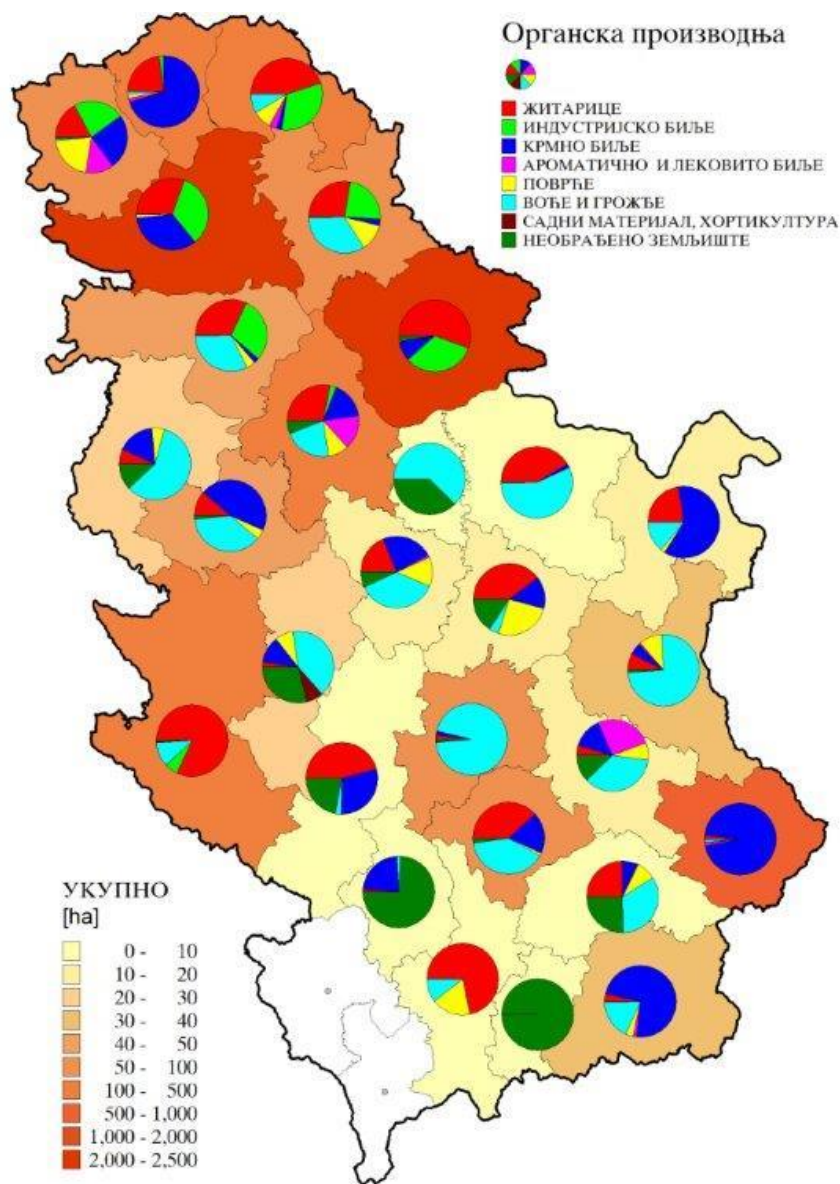 Органска производња
ЖИТАРИЦЕ
ИНДУСТРИЈСКО БИЉЕ
КРМНО БИЉЕ
АРОМАТИЧНО И ЛЕКОВИТО БИЉЕ
ПОВРЋЕ
ВОЋЕ И ГРОЖЂЕ
САДНИ МАТЕРИЈАЛ, ХОРТИКУЛТУРА
НЕОБРАЂЕНО ЗЕМЉИШТЕ
УКУПНО
[ha]
0 - 10
10 - 20
20 - 30
30 - 40
40 - 50
50 - 100
100 - 500
500 - 1,000
1,000 - 2,000
2,000 - 2,500